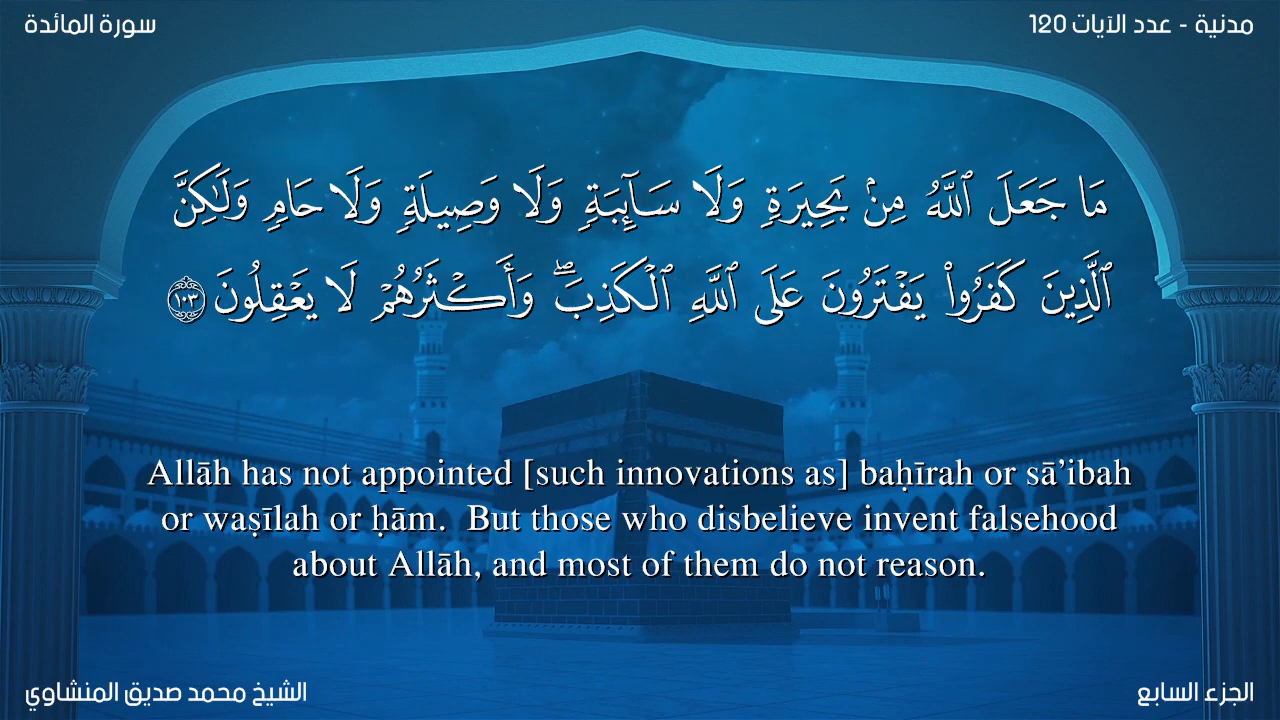 سورة المائدة
مدنية - عدد الآيات 120
مَا جَعَلَ ٱللَّهُ مِنۢ بَحِيرَةٍ وَلَا سَآئِبَةٍ وَلَا وَصِيلَةٍ وَلَا حَامٍ وَلَٰكِنَّ
ٱلَّذِينَ كَفَرُوا۟ يَفْتَرُونَ عَلَى ٱللَّهِ ٱلْكَذِبَ ۖ وَأَكْثَرُهُمْ لَا يَعْقِلُونَ ١٠٣
Allāh has not appointed [such innovations as] baḥīrah or sā’ibah
or waṣīlah or ḥām.  But those who disbelieve invent falsehood
about Allāh, and most of them do not reason.
الشيخ محمد صديق المنشاوي
الجزء السابع